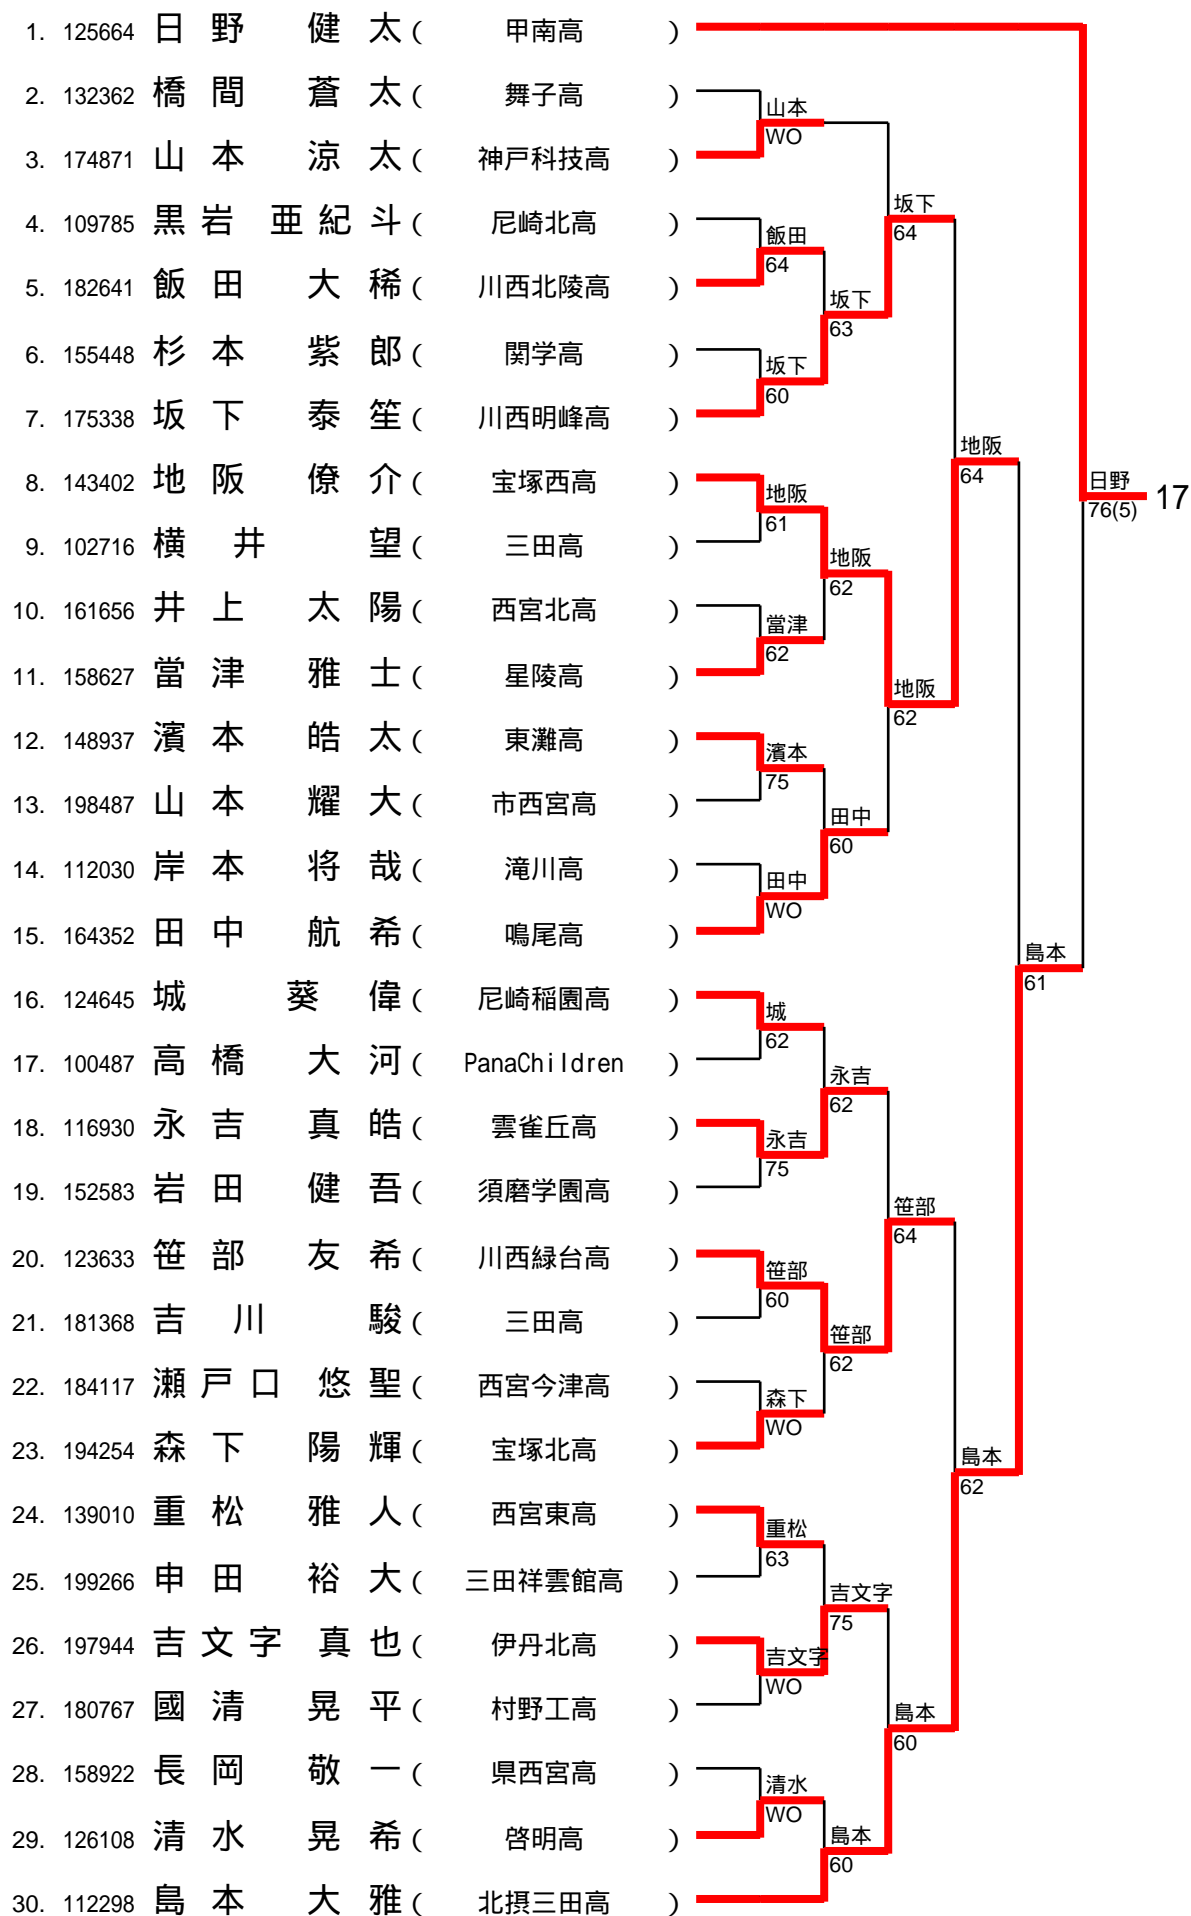 1. 125664 日野 健太 ( 甲南高 )
2. 132362 橋間 蒼太 ( 舞子高 )
山本
WO
3. 174871 山本 涼太 ( 神戸科技高 )
坂下
64
4. 109785 黒岩 亜紀斗 ( 尼崎北高 )
飯田
64
5. 182641 飯田 大稀 ( 川西北陵高 )
坂下
63
6. 155448 杉本 紫郎 ( 関学高 )
坂下
60
7. 175338 坂下 泰笙 ( 川西明峰高 )
地阪
64
8. 143402 地阪 僚介 ( 宝塚西高 )
日野
76(5)
17
地阪
61
9. 102716 横井 望 ( 三田高 )
地阪
62
10. 161656 井上 太陽 ( 西宮北高 )
當津
62
11. 158627 當津 雅士 ( 星陵高 )
地阪
62
12. 148937 濱本 皓太 ( 東灘高 )
濱本
75
13. 198487 山本 耀大 ( 市西宮高 )
田中
60
14. 112030 岸本 将哉 ( 滝川高 )
田中
WO
15. 164352 田中 航希 ( 鳴尾高 )
島本
61
16. 124645 城 葵偉 ( 尼崎稲園高 )
城
62
17. 100487 高橋 大河 ( PanaChildren )
永吉
62
18. 116930 永吉 真皓 ( 雲雀丘高 )
永吉
75
19. 152583 岩田 健吾 ( 須磨学園高 )
笹部
64
20. 123633 笹部 友希 ( 川西緑台高 )
笹部
60
21. 181368 吉川 駿 ( 三田高 )
笹部
62
22. 184117 瀬戸口 悠聖 ( 西宮今津高 )
森下
WO
23. 194254 森下 陽輝 ( 宝塚北高 )
島本
62
24. 139010 重松 雅人 ( 西宮東高 )
重松
63
25. 199266 申田 裕大 ( 三田祥雲館高 )
吉文字
75
26. 197944 吉文字 真也 ( 伊丹北高 )
吉文字
WO
27. 180767 國清 晃平 ( 村野工高 )
島本
60
28. 158922 長岡 敬一 ( 県西宮高 )
清水
WO
29. 126108 清水 晃希 ( 啓明高 )
島本
60
30. 112298 島本 大雅 ( 北摂三田高 )